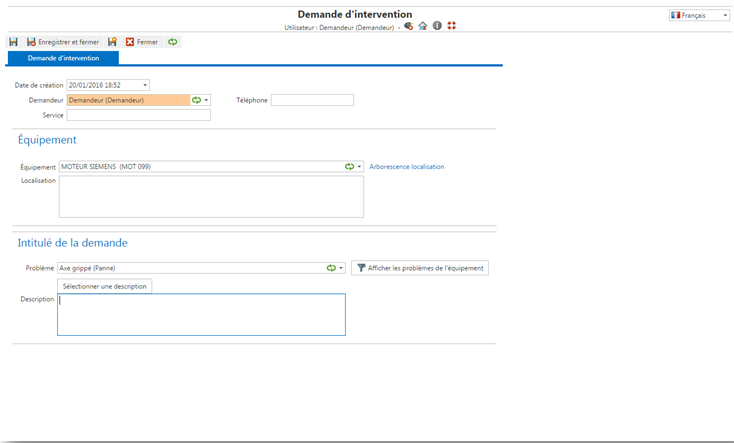 Demande d'intervention
Français
Utilisateur : Demandeur (Demandeur) -
Enregistrer et fermer Fermer
Demande d'intervention
Date de création 20/01/2016 18:52
Demandeur Demandeur (Demandeur) Téléphone
Service
Équipement
Équipement MOTEUR SIEMENS (MOT 099) Arborescence localisation
Localisation
Intitulé de la demande
Problème Axe grippé (Panne) Afficher les problèmes de l'équipement
Sélectionner une description
Description